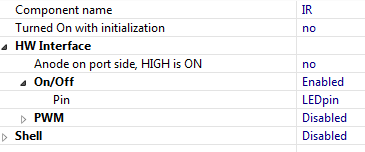 Component name IR
Turned On with initialization no
HW Interface
Anode on port side, HIGH is ON no
On/Off Enabled
Pin LEDpin
PWM Disabled
Shell Disabled